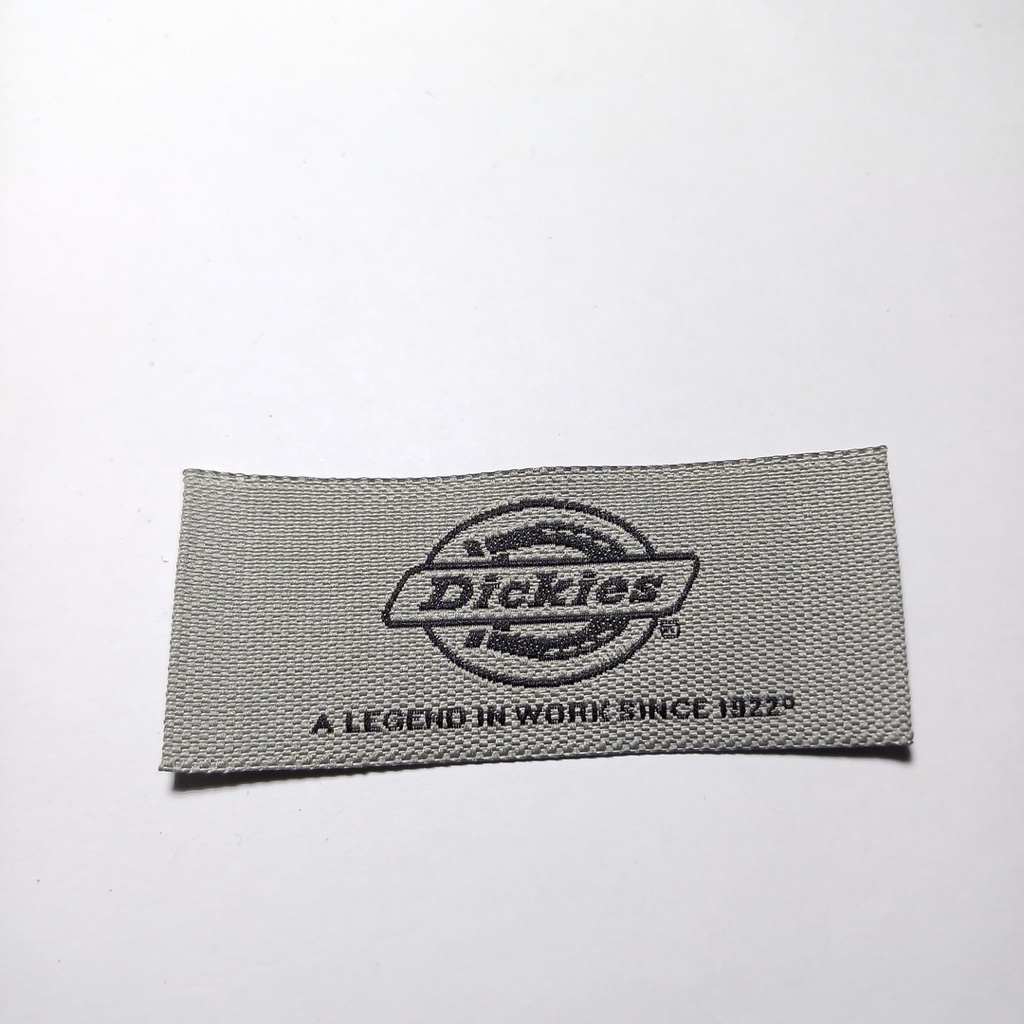 Dickies
®
A LEGEND IN WORK SINCE 1922®